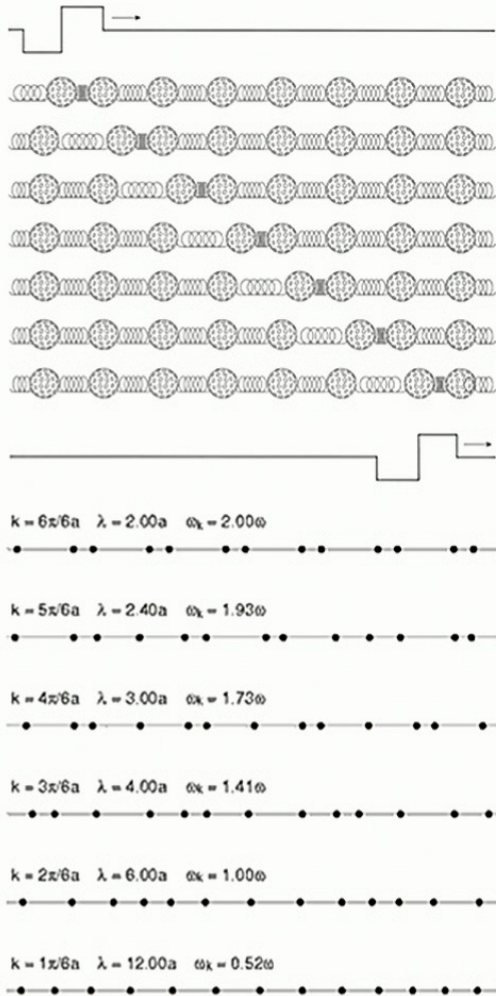 k = 6π/6a λ = 2.00a ωk = 2.00ω
k = 5π/6a λ = 2.40a ωk = 1.93ω
k = 4π/6a λ = 3.00a ωk = 1.73ω
k = 3π/6a λ = 4.00a ωk = 1.41ω
k = 2π/6a λ = 6.00a ωk = 1.00ω
k = 1π/6a λ = 12.00a ωk = 0.52ω